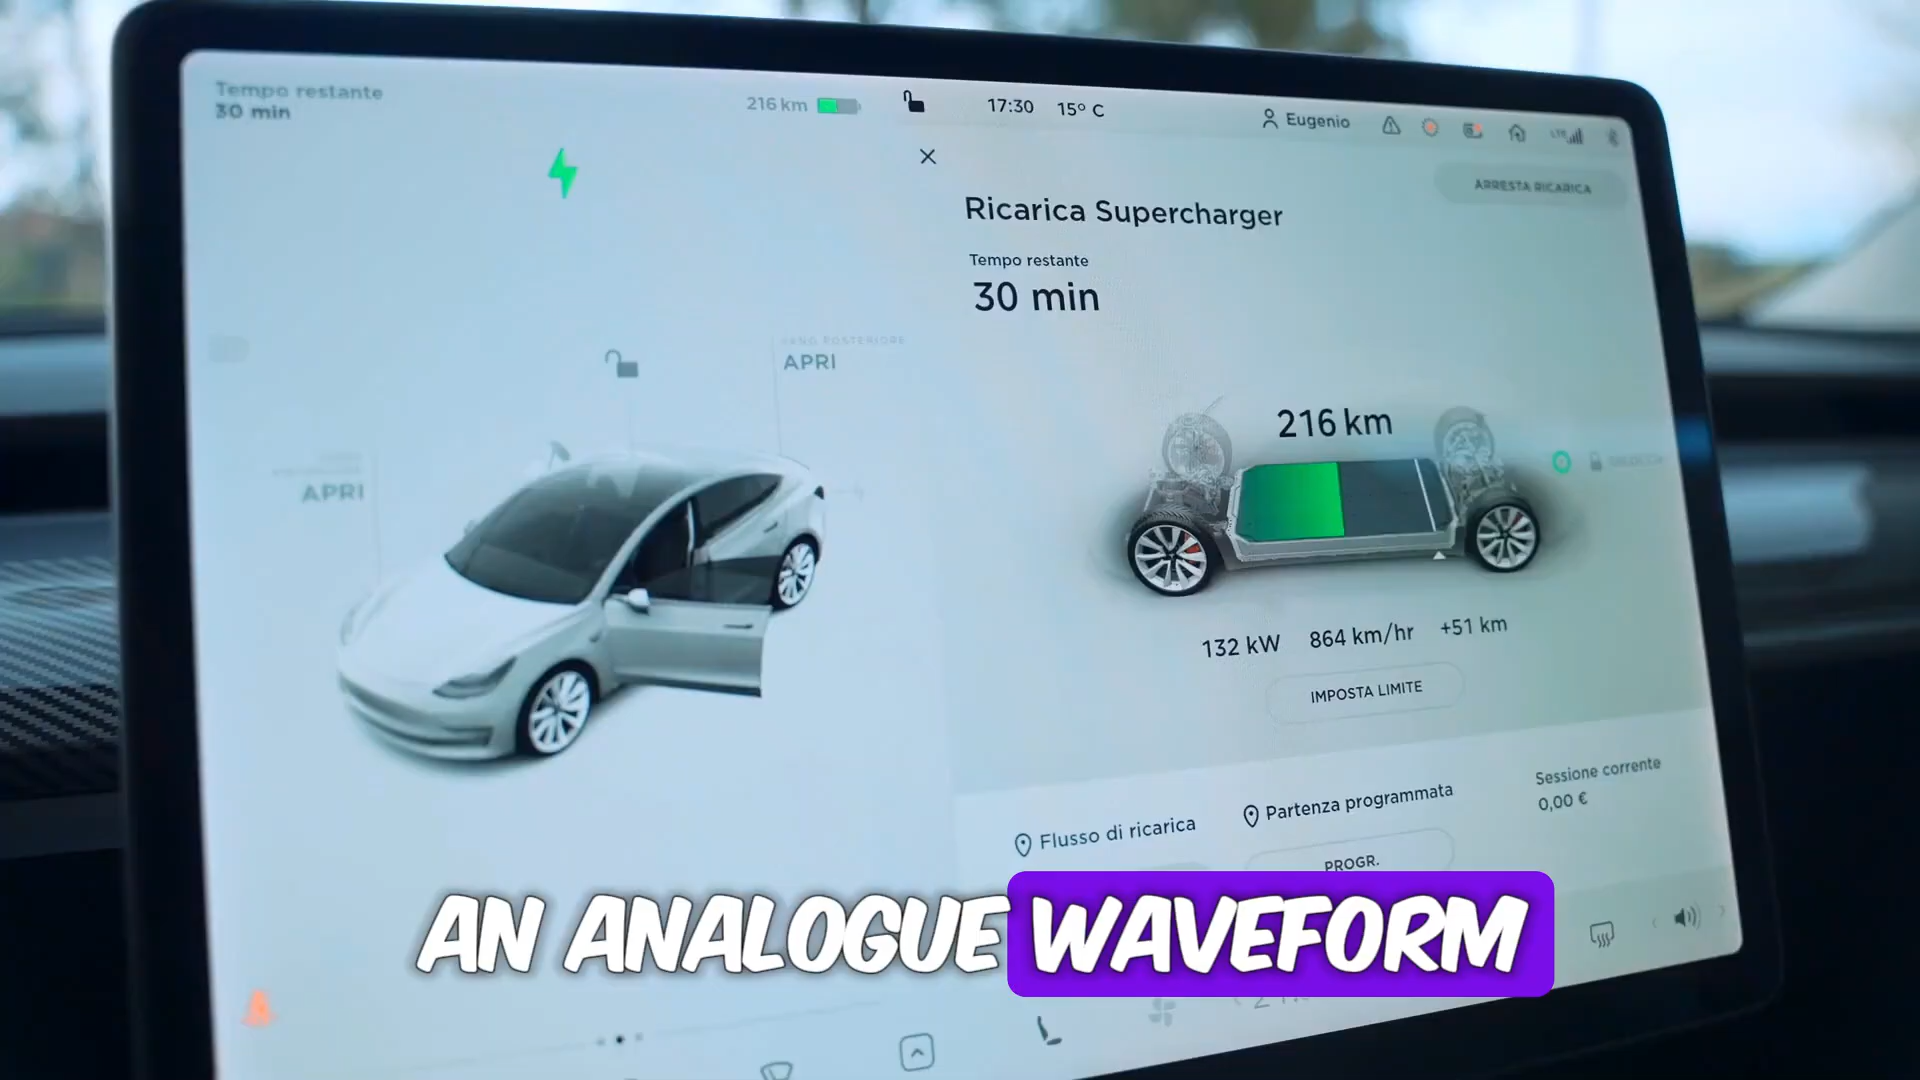 Tempo restante
30 min
216 km
17:30
15° C
Eugenio
LTE
ARRESTA RICARICA
Ricarica Supercharger
Tempo restante
30 min
POSTERIORE
APRI
APRI
216 km
132 kW
864 km/hr
+51 km
IMPOSTA LIMITE
Flusso di ricarica
Partenza programmata
PROGR.
Sessione corrente
0,00 €
AN ANALOGUE WAVEFORM